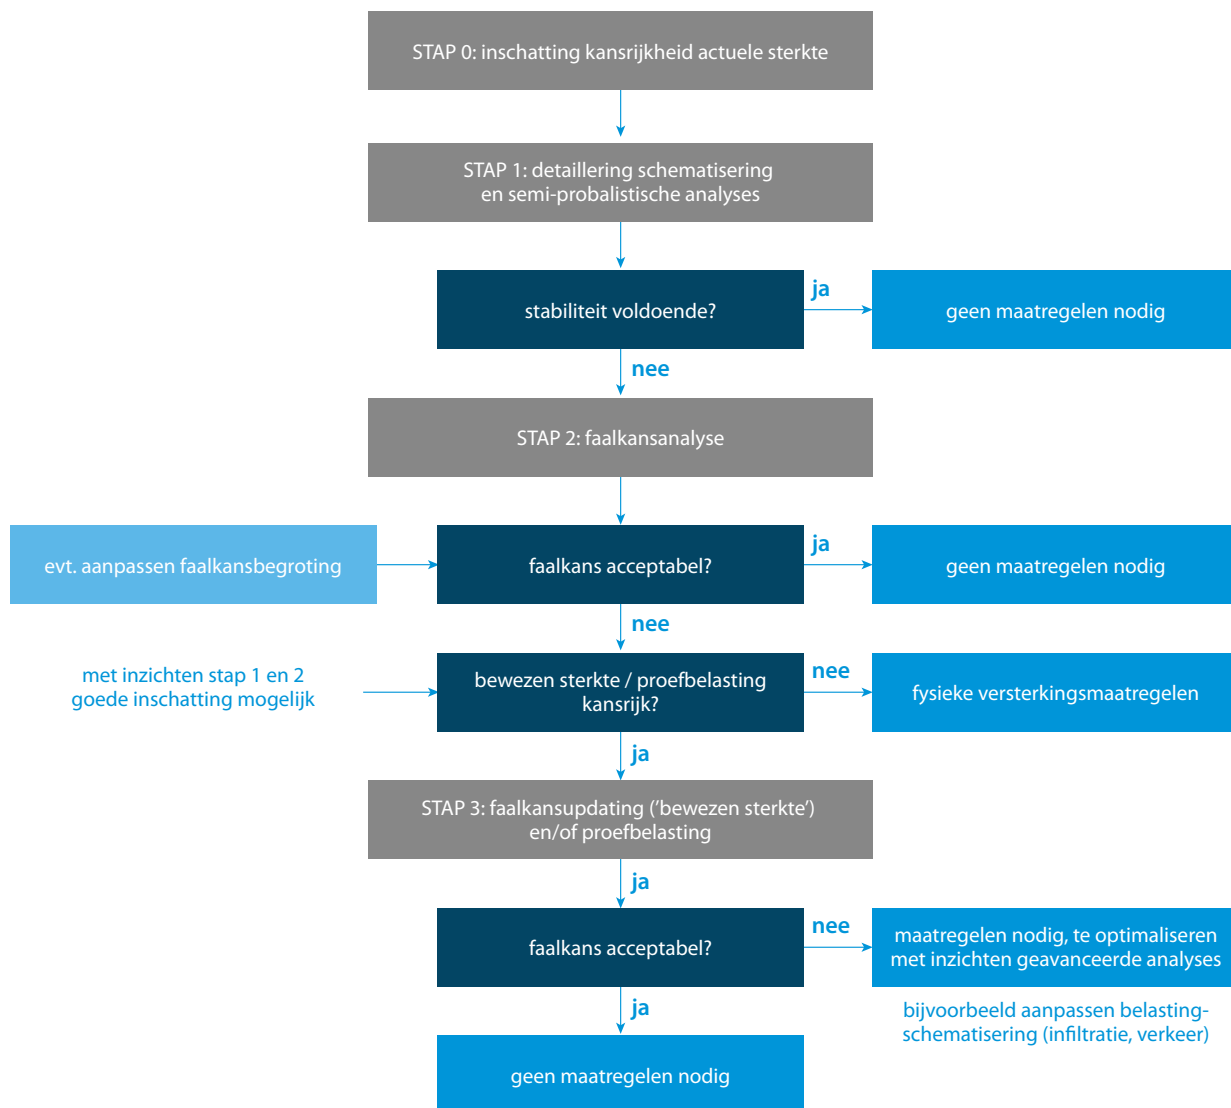 STAP 0: inschatting kansrijkheid actuele sterkte
STAP 1: detaillering schematisering
en semi-probalistische analyses
stabiliteit voldoende?
ja
geen maatregelen nodig
nee
STAP 2: faalkansanalyse
evt. aanpassen faalkansbegroting
faalkans acceptabel?
ja
geen maatregelen nodig
nee
met inzichten stap 1 en 2
goede inschatting mogelijk
bewezen sterkte / proefbelasting
kansrijk?
nee
fysieke versterkingsmaatregelen
ja
STAP 3: faalkansupdating (’bewezen sterkte’)
en/of proefbelasting
ja
faalkans acceptabel?
nee
maatregelen nodig, te optimaliseren
met inzichten geavanceerde analyses
bijvoorbeeld aanpassen belasting-
schematisering (infiltratie, verkeer)
ja
geen maatregelen nodig